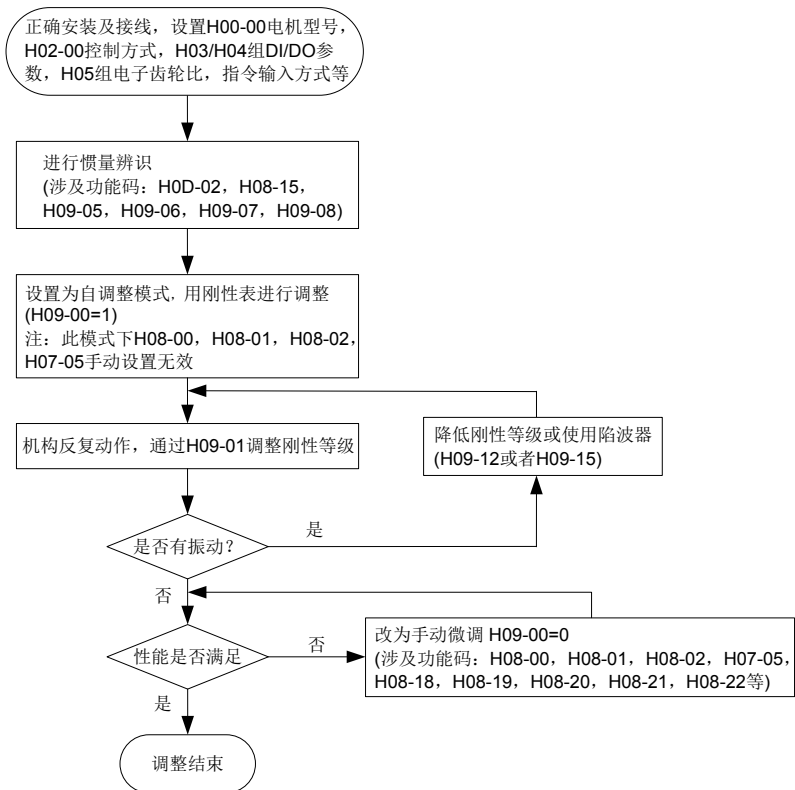 正确安装及接线，设置H00-00电机型号，
H02-00控制方式，H03/H04组DI/DO参
数，H05组电子齿轮比，指令输入方式等
进行惯量辨识
(涉及功能码：H0D-02，H08-15，
H09-05，H09-06，H09-07，H09-08)
设置为自调整模式, 用刚性表进行调整
(H09-00=1)
注：此模式下H08-00，H08-01，H08-02，
H07-05手动设置无效
机构反复动作，通过H09-01调整刚性等级
降低刚性等级或使用陷波器
(H09-12或者H09-15)
是否有振动？
是
否
性能是否满足
否
改为手动微调 H09-00=0
(涉及功能码：H08-00，H08-01，H08-02，H07-05，
H08-18，H08-19，H08-20，H08-21，H08-22等)
是
调整结束